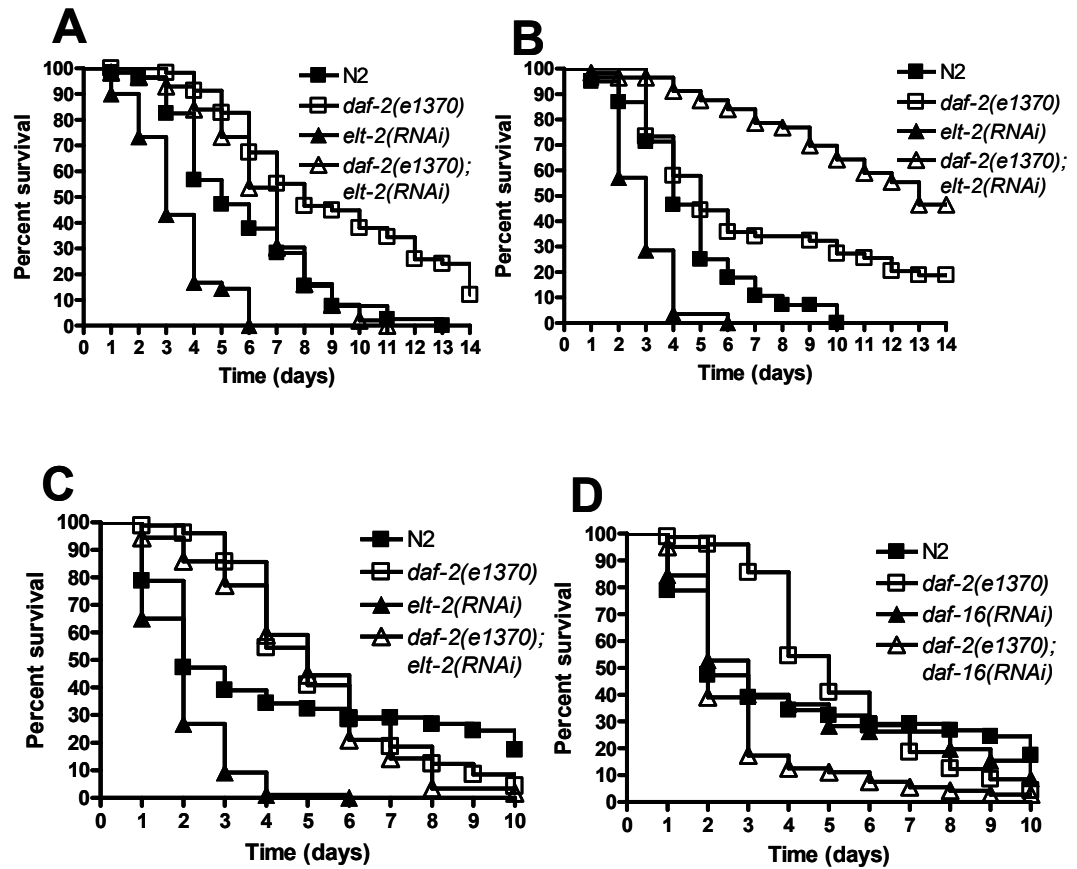 A
Percent survival
100
90
80
70
60
50
40
30
20
10
0
0 1 2 3 4 5 6 7 8 9 10 11 12 13 14
Time (days)
N2
daf-2(e1370)
elt-2(RNAi)
daf-2(e1370);
elt-2(RNAi)
B
Percent survival
100
90
80
70
60
50
40
30
20
10
0
0 1 2 3 4 5 6 7 8 9 10 11 12 13 14
Time (days)
N2
daf-2(e1370)
elt-2(RNAi)
daf-2(e1370);
elt-2(RNAi)
C
Percent survival
100
90
80
70
60
50
40
30
20
10
0
0 1 2 3 4 5 6 7 8 9 10
Time (days)
N2
daf-2(e1370)
elt-2(RNAi)
daf-2(e1370);
elt-2(RNAi)
D
Percent survival
100
90
80
70
60
50
40
30
20
10
0
0 1 2 3 4 5 6 7 8 9 10
Time (days)
N2
daf-2(e1370)
daf-16(RNAi)
daf-2(e1370);
daf-16(RNAi)